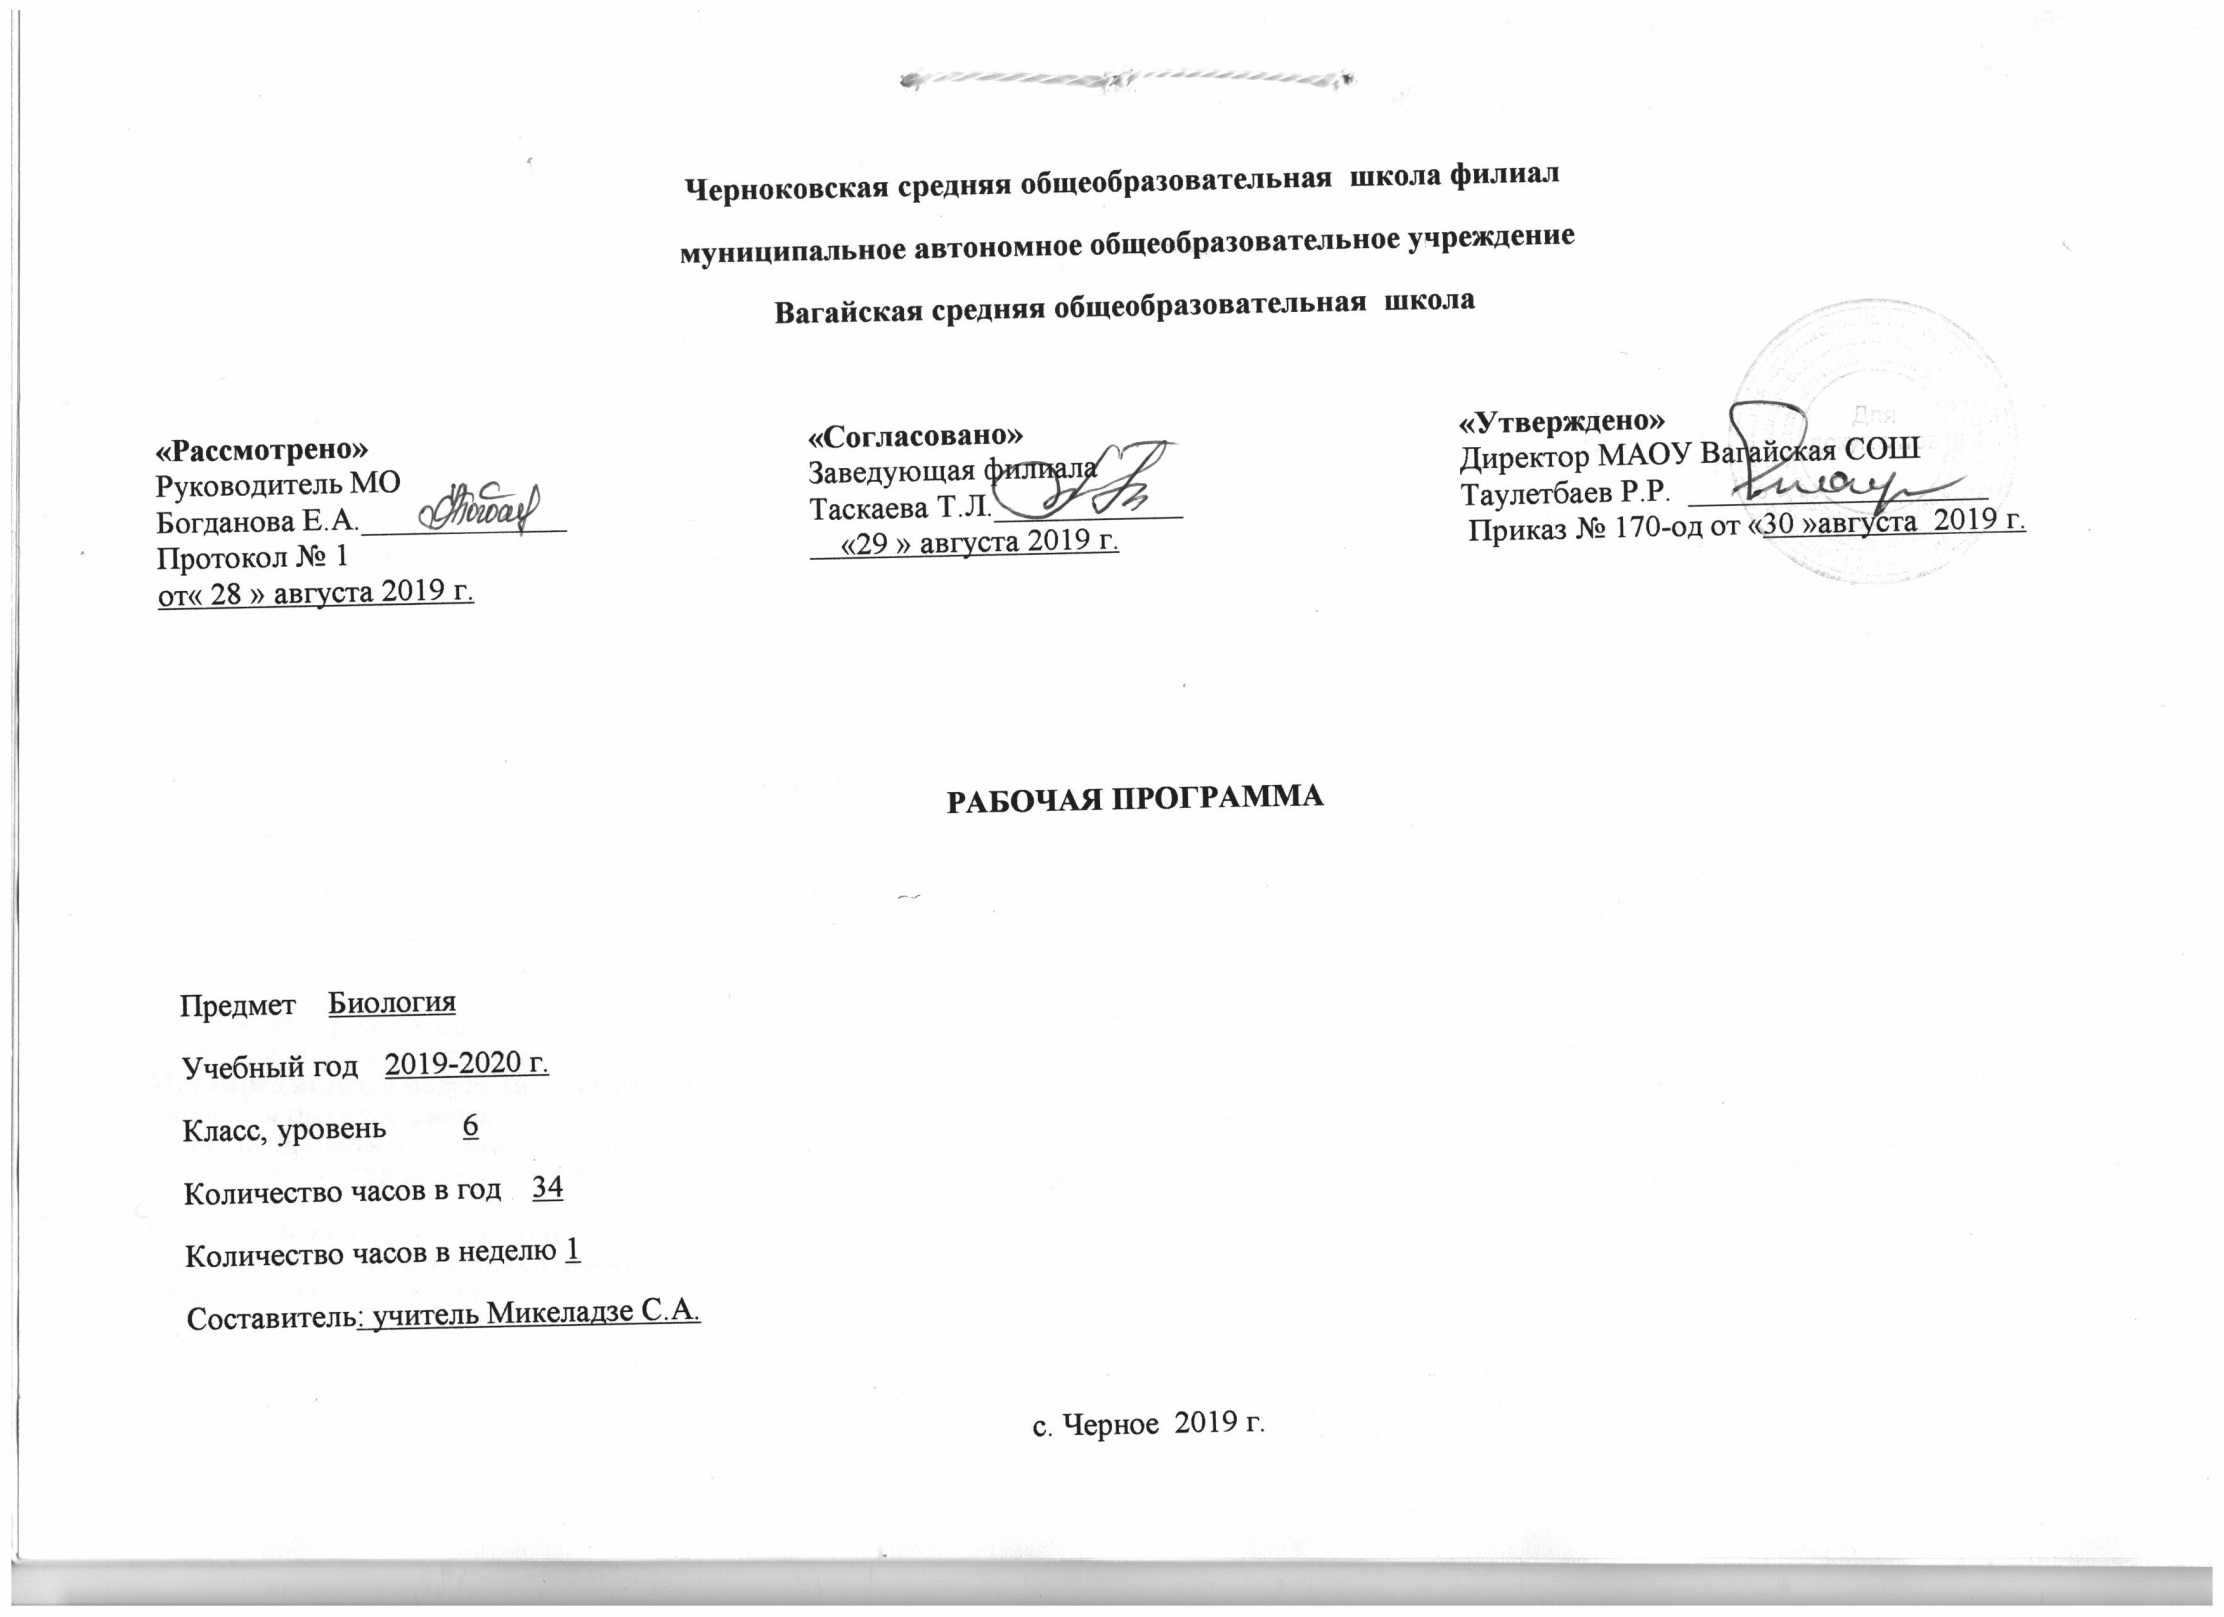 Черноковская средняя общеобразовательная школа филиал
муниципальное автономное общеобразовательное учреждение
Вагайская средняя общеобразовательная школа
«Рассмотрено»
Руководитель МО
Богданова Е.А.
Протокол № 1
от« 28 » августа 2019 г.
«Согласовано»
Заведующая филиала
Таскаева Т.Л.
«29 » августа 2019 г.
«Утверждено»
Директор МАОУ Вагайская СОШ
Таулетбаев Р.Р.
Приказ № 170-од от «30 »августа 2019 г.
Для
РАБОЧАЯ ПРОГРАММА
Предмет Биология
Учебный год 2019-2020 г.
Класс, уровень 6
Количество часов в год 34
Количество часов в неделю 1
Составитель: учитель Микеладзе С.А.
с. Черное 2019 г.